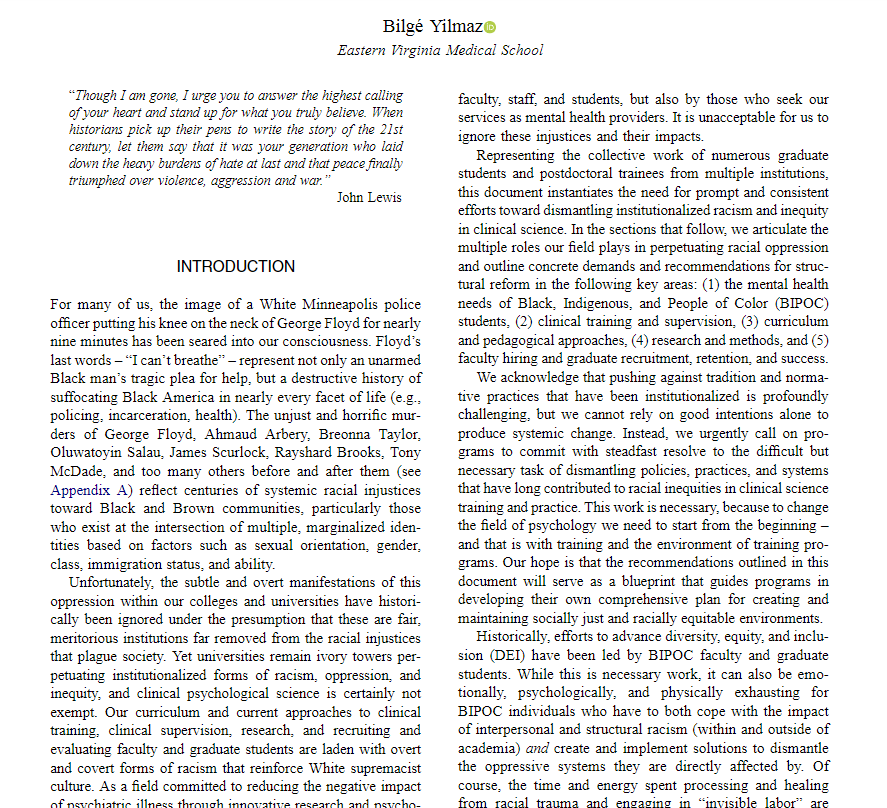 Bilgé Yilmaz
Eastern Virginia Medical School
“Though I am gone, I urge you to answer the highest calling
of your heart and stand up for what you truly believe. When
historians pick up their pens to write the story of the 21st
century, let them say that it was your generation who laid
down the heavy burdens of hate at last and that peace finally
triumphed over violence, aggression and war.”
John Lewis
INTRODUCTION
For many of us, the image of a White Minneapolis police
officer putting his knee on the neck of George Floyd for nearly
nine minutes has been seared into our consciousness. Floyd’s
last words – “I can’t breathe” – represent not only an unarmed
Black man’s tragic plea for help, but a destructive history of
suffocating Black America in nearly every facet of life (e.g.,
policing, incarceration, health). The unjust and horrific mur-
ders of George Floyd, Ahmaud Arbery, Breonna Taylor,
Oluwatoyin Salau, James Scurlock, Rayshard Brooks, Tony
McDade, and too many others before and after them (see
Appendix A) reflect centuries of systemic racial injustices
toward Black and Brown communities, particularly those
who exist at the intersection of multiple, marginalized iden-
tities based on factors such as sexual orientation, gender,
class, immigration status, and ability.
Unfortunately, the subtle and overt manifestations of this
oppression within our colleges and universities have histori-
cally been ignored under the presumption that these are fair,
meritorious institutions far removed from the racial injustices
that plague society. Yet universities remain ivory towers per-
petuating institutionalized forms of racism, oppression, and
inequity, and clinical psychological science is certainly not
exempt. Our curriculum and current approaches to clinical
training, clinical supervision, research, and recruiting and
evaluating faculty and graduate students are laden with overt
and covert forms of racism that reinforce White supremacist
culture. As a field committed to reducing the negative impact
of psychiatric illness through innovative research and psycho-
faculty, staff, and students, but also by those who seek our
services as mental health providers. It is unacceptable for us to
ignore these injustices and their impacts.
Representing the collective work of numerous graduate
students and postdoctoral trainees from multiple institutions,
this document instantiates the need for prompt and consistent
efforts toward dismantling institutionalized racism and inequity
in clinical science. In the sections that follow, we articulate the
multiple roles our field plays in perpetuating racial oppression
and outline concrete demands and recommendations for struc-
tural reform in the following key areas: (1) the mental health
needs of Black, Indigenous, and People of Color (BIPOC)
students, (2) clinical training and supervision, (3) curriculum
and pedagogical approaches, (4) research and methods, and (5)
faculty hiring and graduate recruitment, retention, and success.
We acknowledge that pushing against tradition and norma-
tive practices that have been institutionalized is profoundly
challenging, but we cannot rely on good intentions alone to
produce systemic change. Instead, we urgently call on pro-
grams to commit with steadfast resolve to the difficult but
necessary task of dismantling policies, practices, and systems
that have long contributed to racial inequities in clinical science
training and practice. This work is necessary, because to change
the field of psychology we need to start from the beginning –
and that is with training and the environment of training pro-
grams. Our hope is that the recommendations outlined in this
document will serve as a blueprint that guides programs in
developing their own comprehensive plan for creating and
maintaining socially just and racially equitable environments.
Historically, efforts to advance diversity, equity, and inclu-
sion (DEI) have been led by BIPOC faculty and graduate
students. While this is necessary work, it can also be emo-
tionally, psychologically, and physically exhausting for
BIPOC individuals who have to both cope with the impact
of interpersonal and structural racism (within and outside of
academia) and create and implement solutions to dismantle
the oppressive systems they are directly affected by. Of
course, the time and energy spent processing and healing
from racial trauma and engaging in “invisible labor” are